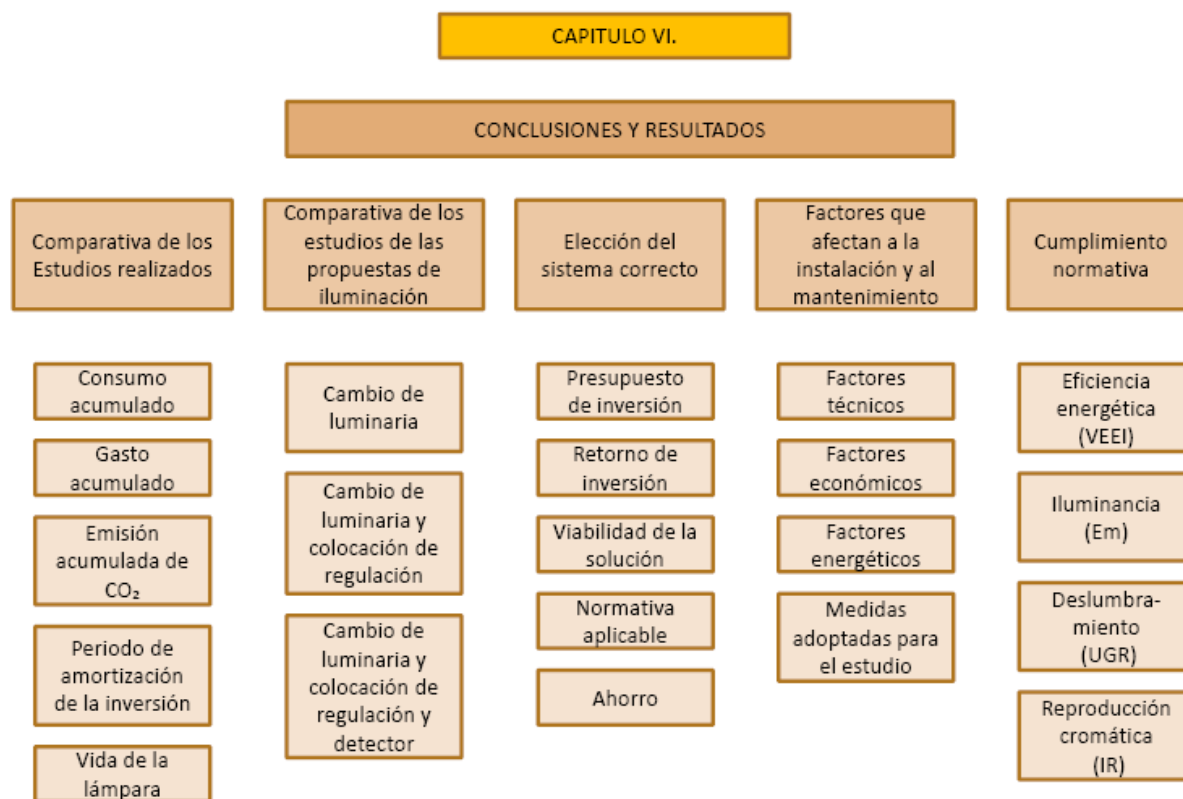 CAPITULO VI.
CONCLUSIONES Y RESULTADOS
Comparativa de los
Estudios realizados
Consumo
acumulado
Gasto
acumulado
Emisión
acumulada de
CO₂
Periodo de
amortización
de la inversión
Vida de la
lámpara
Comparativa de los
estudios de las
propuestas de
iluminación
Cambio de
luminaria
Cambio de
luminaria y
colocación de
regulación
Cambio de
luminaria y
colocación de
regulación y
detector
Elección del
sistema correcto
Presupuesto
de inversión
Retorno de
inversión
Viabilidad de la
solución
Normativa
aplicable
Ahorro
Factores que
afectan a la
instalación y al
mantenimiento
Factores
técnicos
Factores
económicos
Factores
energéticos
Medidas
adoptadas para
el estudio
Cumplimiento
normativa
Eficiencia
energética
(VEEI)
Iluminancia
(Em)
Deslumbra-
miento
(UGR)
Reproducción
cromática
(IR)